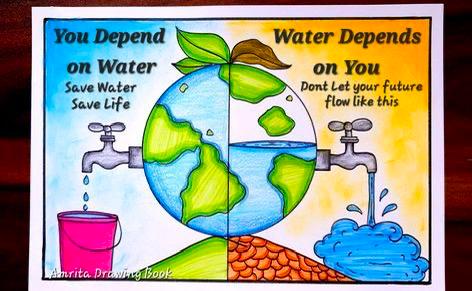 You Depend
on Water
Save Water
Save Life
Water Depends
on You
Dont Let your future
flow like this
Amrita Drawing Book